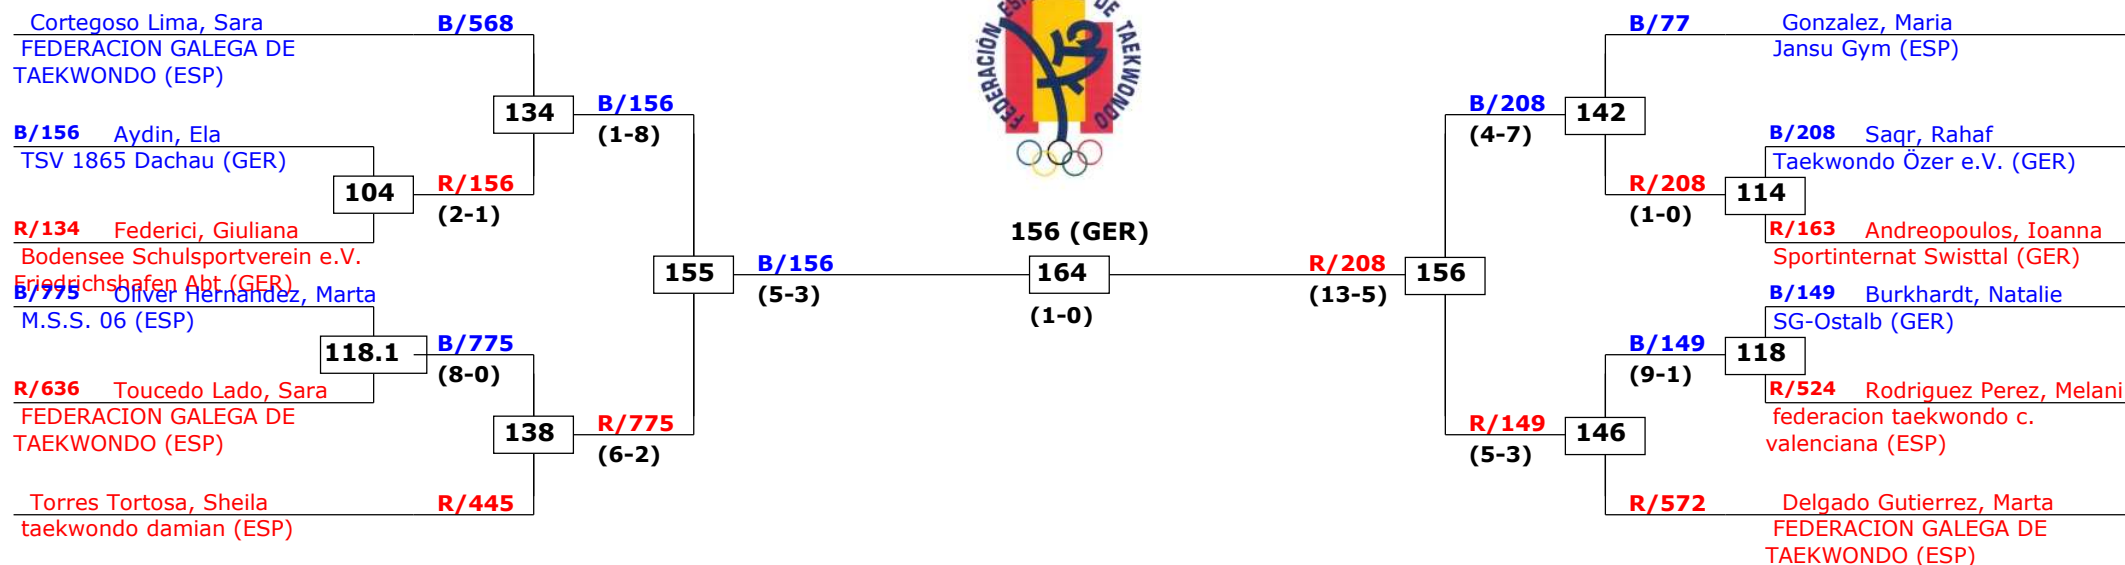 Cortegoso Lima, Sara
B/568
FEDERACION GALEGA DE
TAEKWONDO (ESP)
134
B/156
(1-8)
B/156 Aydin, Ela
TSV 1865 Dachau (GER)
104
R/156
(2-1)
R/134 Federici, Giuliana
Bodensee Schulsportverein e.V.
Friedrichshafen Abt (GER)
B/775 Oliver Hernandez, Marta
M.S.S. 06 (ESP)
118.1
B/775
(8-0)
R/636 Toucedo Lado, Sara
FEDERACION GALEGA DE
TAEKWONDO (ESP)
138
R/775
(6-2)
Torres Tortosa, Sheila
R/445
taekwondo damian (ESP)
155
B/156
(5-3)
FEDERACIÓN DE TAEKWONDO
156 (GER)
164
(1-0)
R/208
(13-5)
156
B/208
(4-7)
142
B/77
Gonzalez, Maria
Jansu Gym (ESP)
R/208
(1-0)
114
B/208 Saqr, Rahaf
Taekwondo Özer e.V. (GER)
R/163 Andreopoulos, Ioanna
Sportinternat Swisttal (GER)
B/149 Burkhardt, Natalie
SG-Ostalb (GER)
B/149
(9-1)
118
R/524 Rodriguez Perez, Melani
federacion taekwondo c.
valenciana (ESP)
R/149
(5-3)
146
R/572
Delgado Gutierrez, Marta
FEDERACION GALEGA DE
TAEKWONDO (ESP)